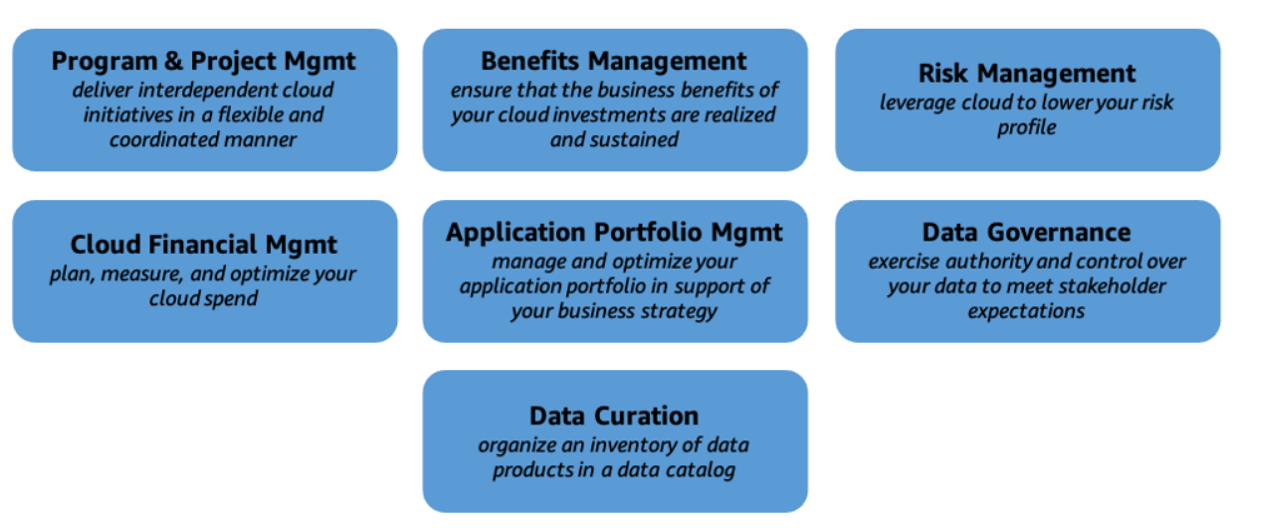 Program & Project Mgmt
deliver interdependent cloud
initiatives in a flexible and
coordinated manner
Benefits Management
ensure that the business benefits of
your cloud investments are realized
and sustained
Risk Management
leverage cloud to lower your risk
profile
Cloud Financial Mgmt
plan, measure, and optimize your
cloud spend
Application Portfolio Mgmt
manage and optimize your
application portfolio in support of
your business strategy
Data Governance
exercise authority and control over
your data to meet stakeholder
expectations
Data Curation
organize an inventory of data
products in a data catalog